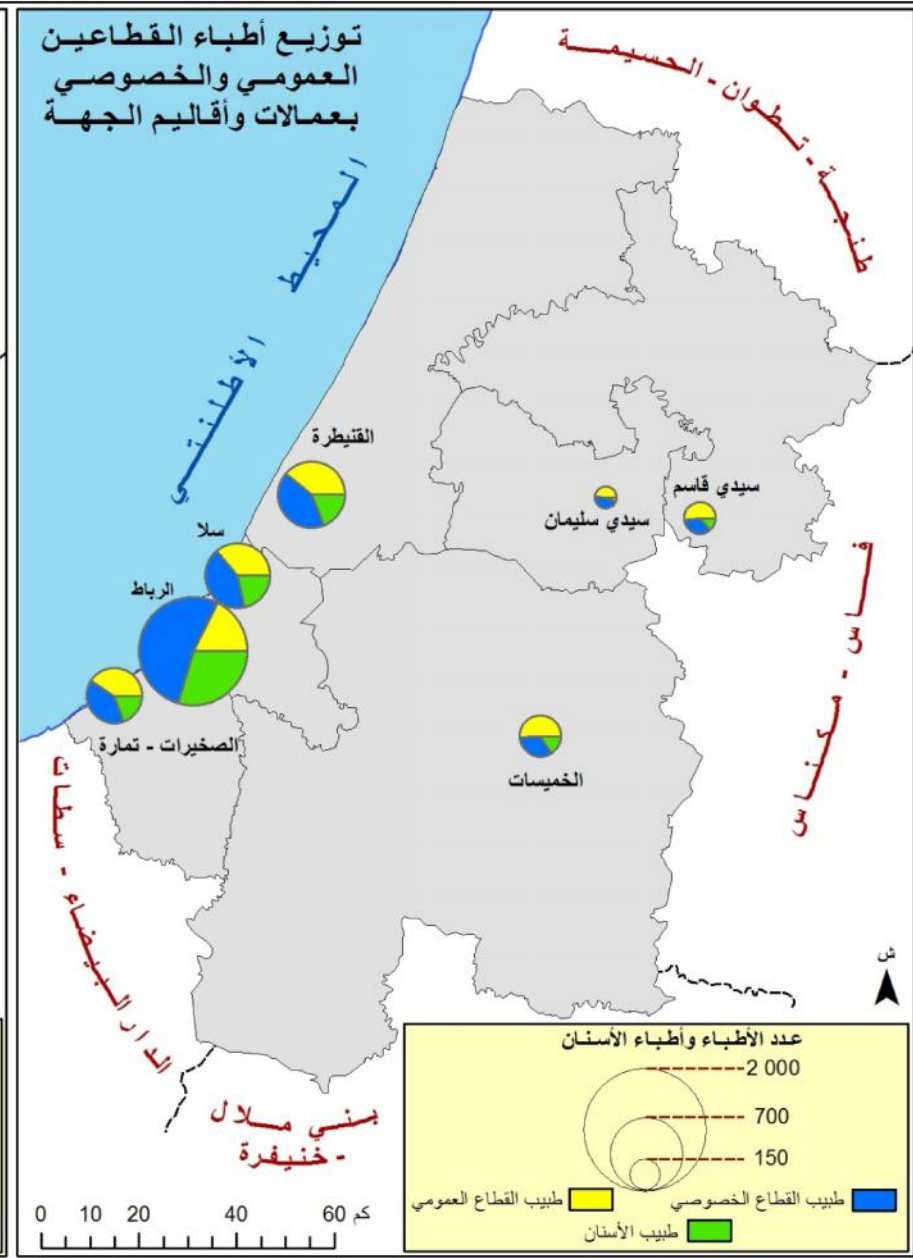 توزيع أطباء القطاعين
العمومي والخصوصي
بعمالات وأقاليم الجهة
طنجة - تطوان - الحسيمة
المحيط الأطلنتي
القنيطرة
سيدي قاسم
سيدي سليمان
سلا
الرباط
الصخيرات - تمارة
الخميسات
فاس - مكناس
الدار البيضاء - سطات
بني ملال
- خنيفرة
ش
عدد الأطباء وأطباء الأسنان
2 000
700
150
طبيب القطاع الخصوصي
طبيب القطاع العمومي
طبيب الأسنان
0 10 20 40 60 كم